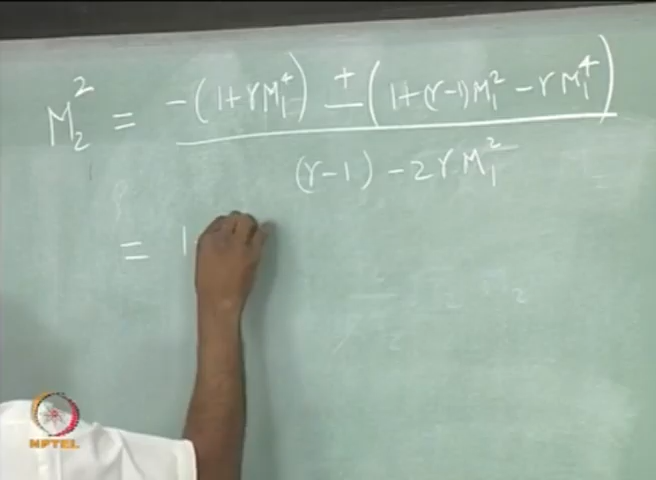 M₂² = -(1+γM₁⁴) ± (1+(γ-1)M₁² - γM₁⁴) / (γ-1) - 2γM₁²
= 1
NPTEL